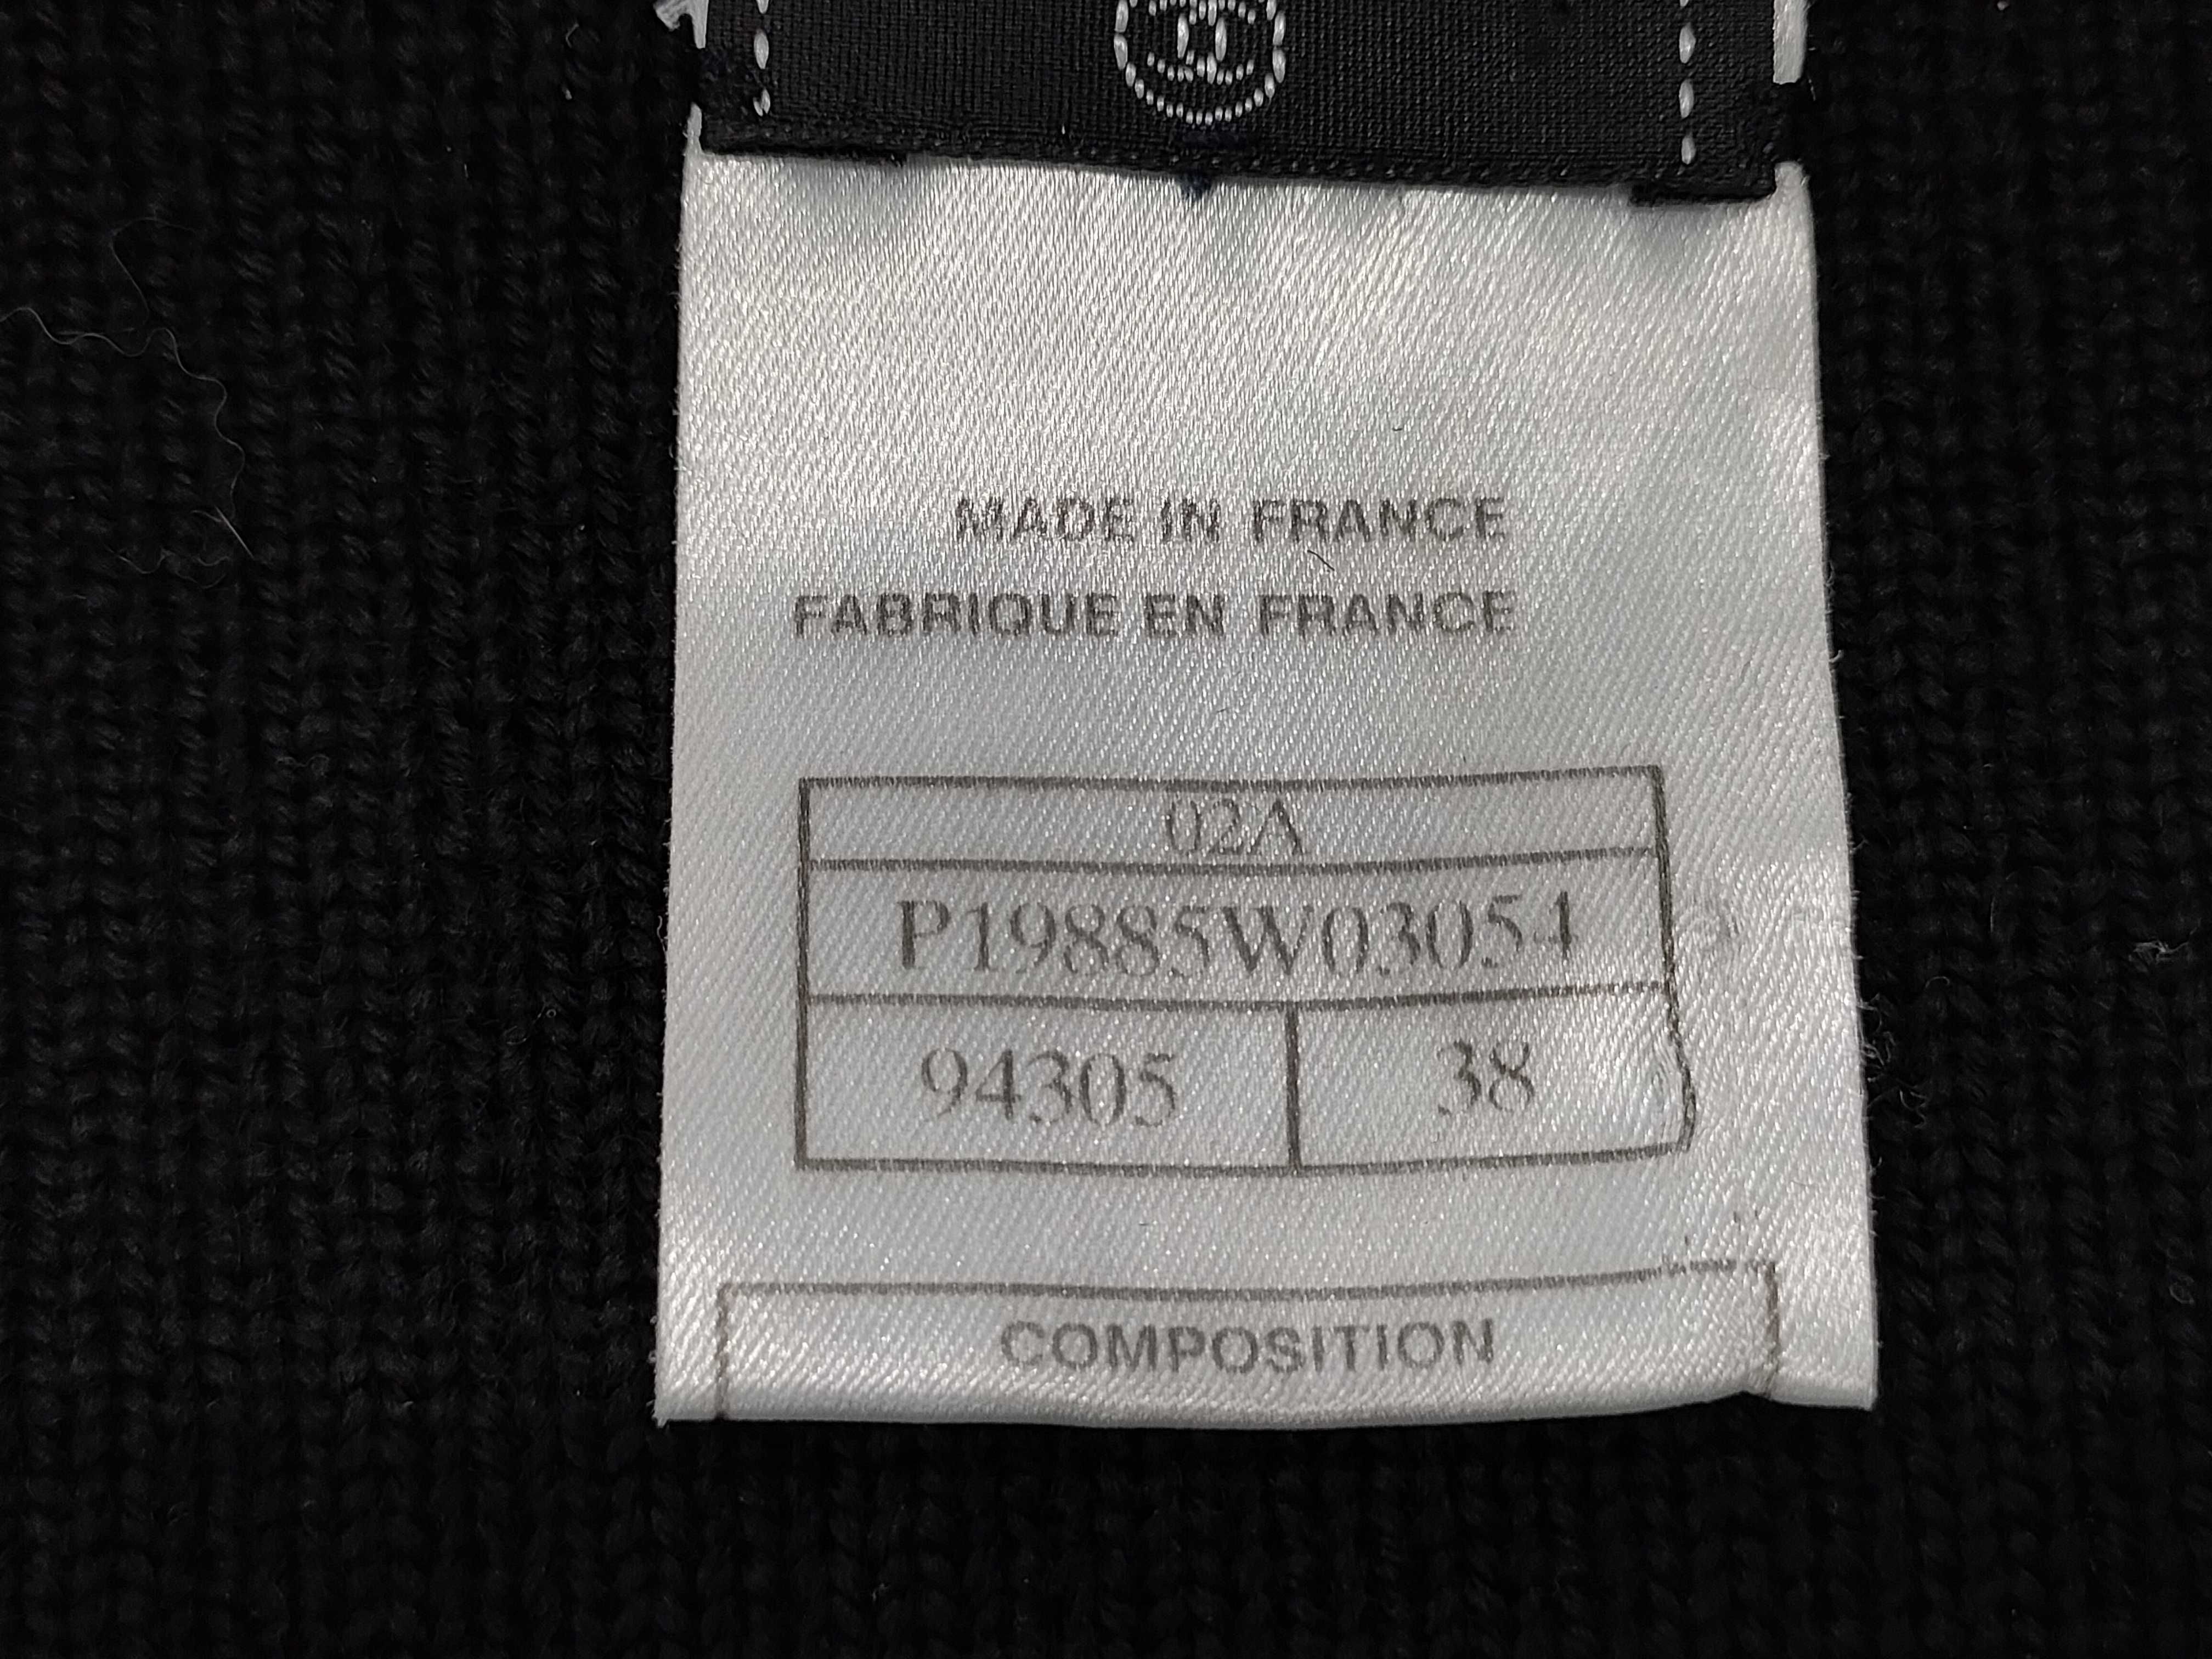 MADE IN FRANCE
FABRIQUE EN FRANCE
02A
P19885W03054
94305 38
COMPOSITION